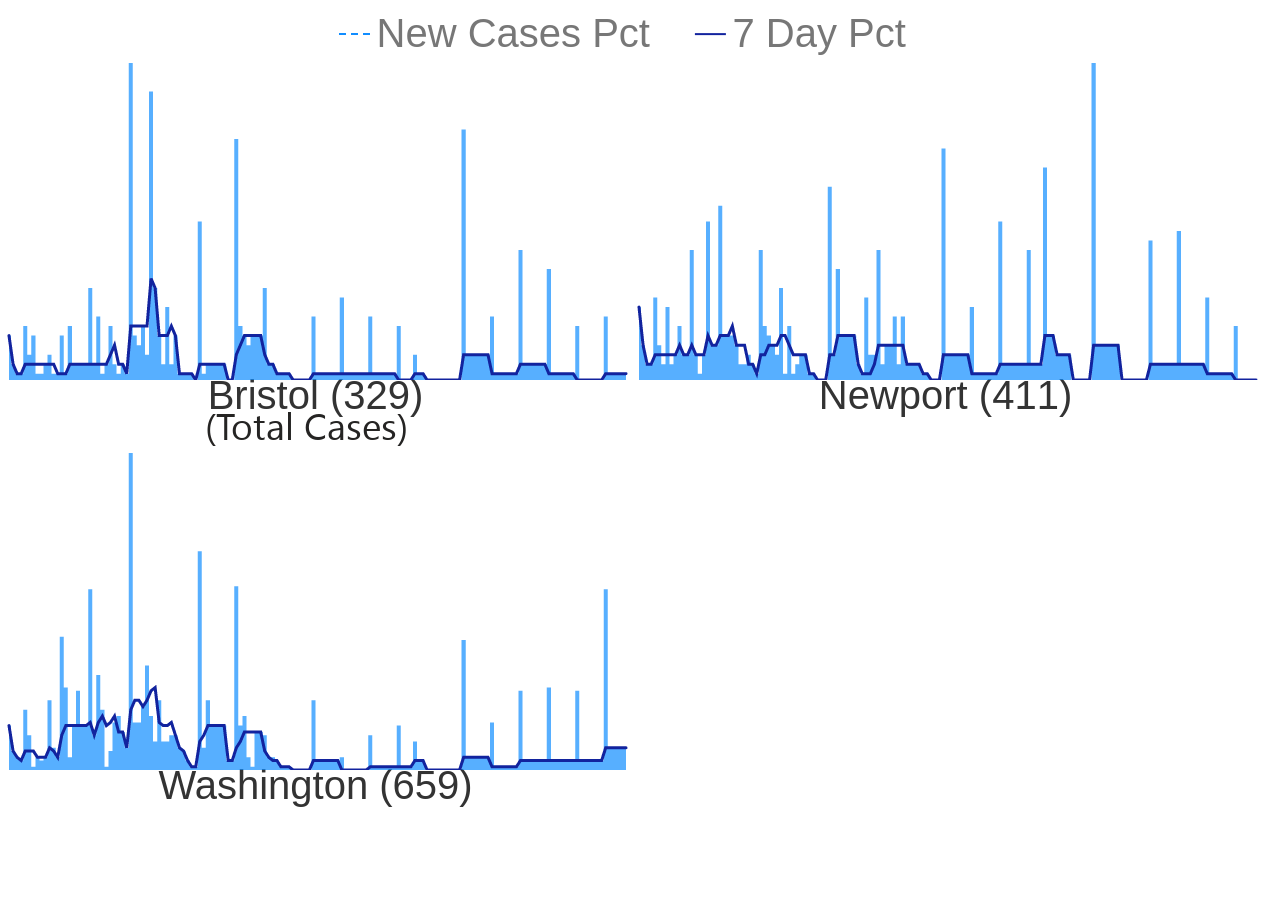 New Cases Pct 7 Day Pct
Bristol (329)
(Total Cases)
Newport (411)
Washington (659)